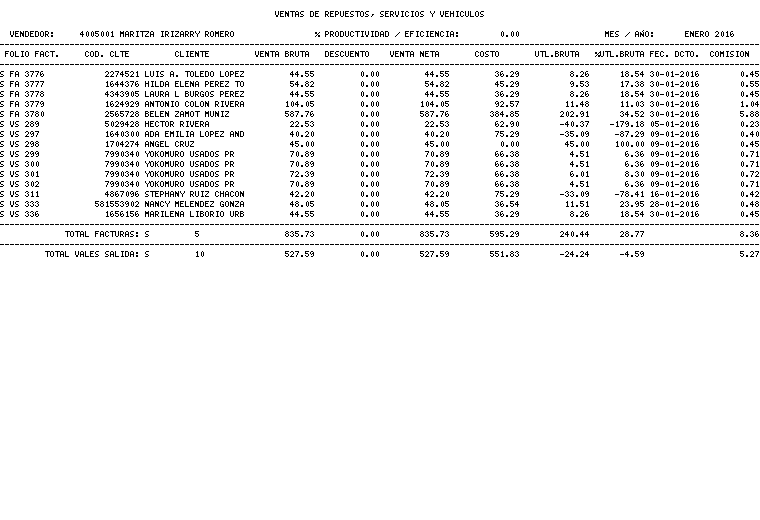 VENTAS DE REPUESTOS, SERVICIOS Y VEHICULOS
VENDEDOR: 4005001 MARITZA IRIZARRY ROMERO % PRODUCTIVIDAD / EFICIENCIA: 0.00 MES / AÑO: ENERO 2016
FOLIO FACT. COD. CLTE CLIENTE VENTA BRUTA DESCUENTO VENTA NETA COSTO UTL.BRUTA %UTL.BRUTA FEC. DCTO. COMISION
S FA 3776 2274521 LUIS A. TOLEDO LOPEZ 44.55 0.00 44.55 36.29 8.26 18.54 30-01-2016 0.45
S FA 3777 1644376 HILDA ELENA PEREZ TO 54.82 0.00 54.82 45.29 9.53 17.38 30-01-2016 0.55
S FA 3778 4343905 LAURA L BURGOS PEREZ 44.55 0.00 44.55 36.29 8.26 18.54 30-01-2016 0.45
S FA 3779 1624929 ANTONIO COLON RIVERA 104.05 0.00 104.05 92.57 11.48 11.03 30-01-2016 1.04
S FA 3780 2565728 BELEN ZAMOT MUNIZ 587.76 0.00 587.76 384.85 202.91 34.52 30-01-2016 5.88
S VS 289 5029428 HECTOR RIVERA 22.53 0.00 22.53 62.90 -40.37 -179.18 05-01-2016 0.23
S VS 297 1640300 ADA EMILIA LOPEZ AND 40.20 0.00 40.20 75.29 -35.09 -87.29 09-01-2016 0.40
S VS 298 1704274 ANGEL CRUZ 45.00 0.00 45.00 0.00 45.00 100.00 09-01-2016 0.45
S VS 299 7990340 YOKOMURO USADOS PR 70.89 0.00 70.89 66.38 4.51 6.36 09-01-2016 0.71
S VS 300 7990340 YOKOMURO USADOS PR 70.89 0.00 70.89 66.38 4.51 6.36 09-01-2016 0.71
S VS 301 7990340 YOKOMURO USADOS PR 72.39 0.00 72.39 66.38 6.01 8.30 09-01-2016 0.72
S VS 302 7990340 YOKOMURO USADOS PR 70.89 0.00 70.89 66.38 4.51 6.36 09-01-2016 0.71
S VS 311 4867096 STEPHANY RUIZ CHACON 42.20 0.00 42.20 75.29 -33.09 -78.41 16-01-2016 0.42
S VS 333 581553902 NANCY MELENDEZ GONZA 48.05 0.00 48.05 36.54 11.51 23.95 28-01-2016 0.48
S VS 336 1656156 MARILENA LIBORIO URB 44.55 0.00 44.55 36.29 8.26 18.54 30-01-2016 0.45
TOTAL FACTURAS: S 5 835.73 0.00 835.73 595.29 240.44 28.77 8.36
TOTAL VALES SALIDA: S 10 527.59 0.00 527.59 551.83 -24.24 -4.59 5.27